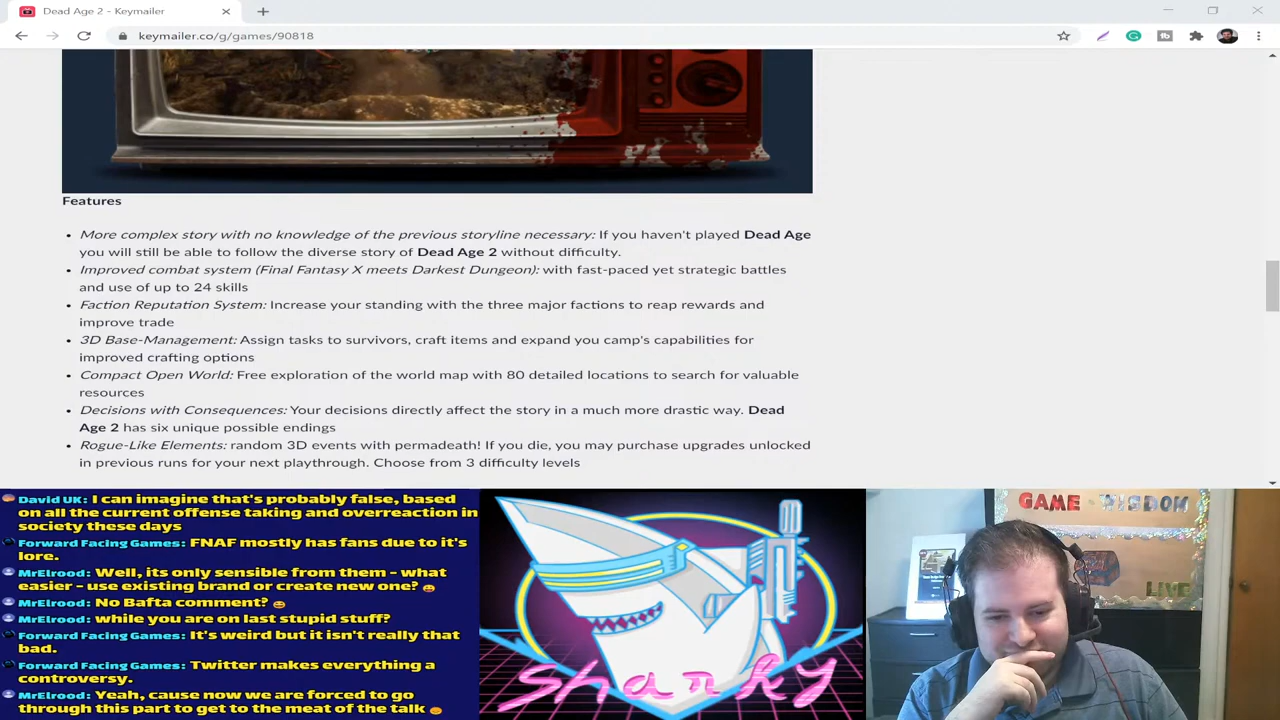 Dead Age 2 - Keymailer
keymailer.co/g/games/90818
Features
• More complex story with no knowledge of the previous storyline necessary: If you haven't played Dead Age
you will still be able to follow the diverse story of Dead Age 2 without difficulty.
• Improved combat system (Final Fantasy X meets Darkest Dungeon): with fast-paced yet strategic battles
and use of up to 24 skills
• Faction Reputation System: Increase your standing with the three major factions to reap rewards and
improve trade
• 3D Base-Management: Assign tasks to survivors, craft items and expand you camp's capabilities for
improved crafting options
• Compact Open World: Free exploration of the world map with 80 detailed locations to search for valuable
resources
• Decisions with Consequences: Your decisions directly affect the story in a much more drastic way. Dead
Age 2 has six unique possible endings
• Rogue-Like Elements: random 3D events with permadeath! If you die, you may purchase upgrades unlocked
in previous runs for your next playthrough. Choose from 3 difficulty levels
David UK: I can imagine that's probably false, based
on all the current offense taking and overreaction in
society these days
Forward Facing Games: FNAF mostly has fans due to it's
lore.
MrElrood: Well, its only sensible from them - what
easier - use existing brand or create new one?
MrElrood: No Bafta comment?
MrElrood: while you are on last stupid stuff?
Forward Facing Games: It's weird but it isn't really that
bad.
Forward Facing Games: Twitter makes everything a
controversy.
MrElrood: Yeah, cause now we are forced to go
through this part to get to the meat of the talk
Sharky
GAME WISDOM
LIVE